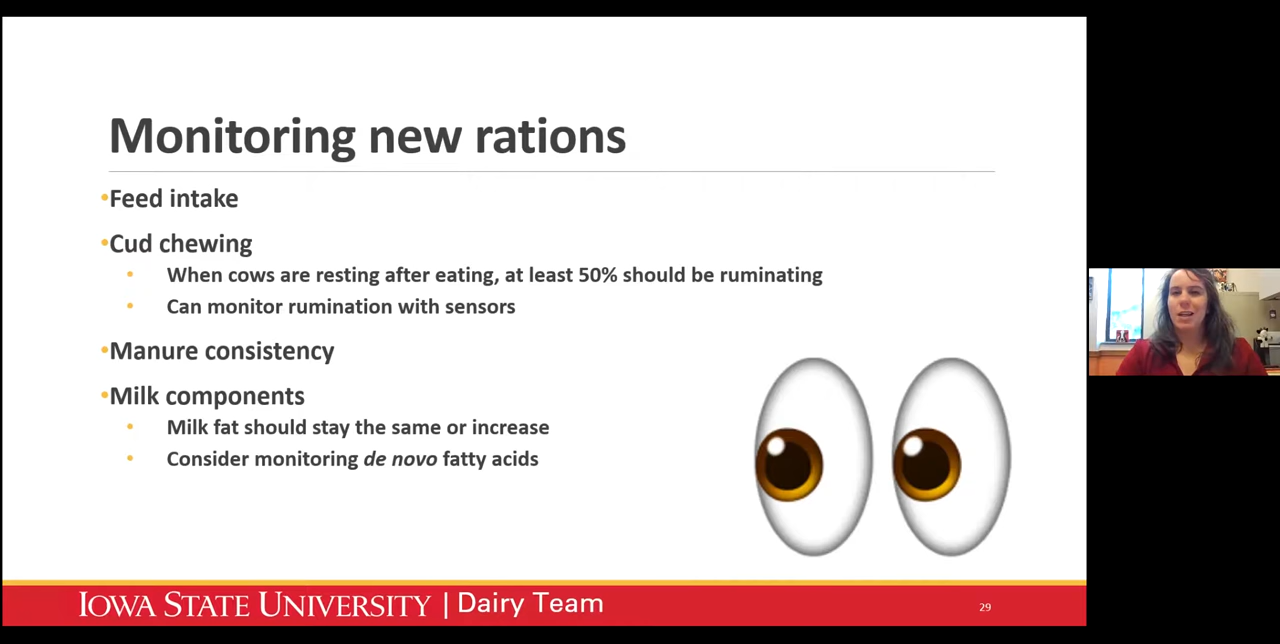 Monitoring new rations
•Feed intake
•Cud chewing
• When cows are resting after eating, at least 50% should be ruminating
• Can monitor rumination with sensors
•Manure consistency
•Milk components
• Milk fat should stay the same or increase
• Consider monitoring de novo fatty acids
IOWA STATE UNIVERSITY | Dairy Team
29